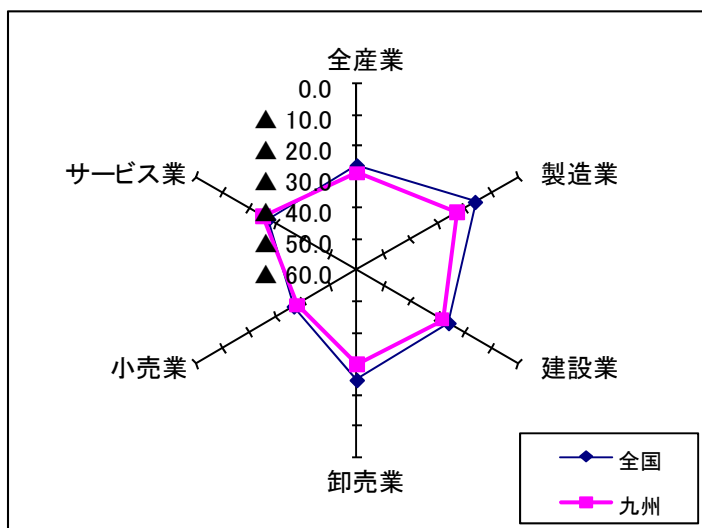 全産業
0.0
▲ 10.0
▲ 20.0
▲ 30.0
▲ 40.0
▲ 50.0
▲ 60.0
サービス業
製造業
小売業
建設業
卸売業
全国
九州